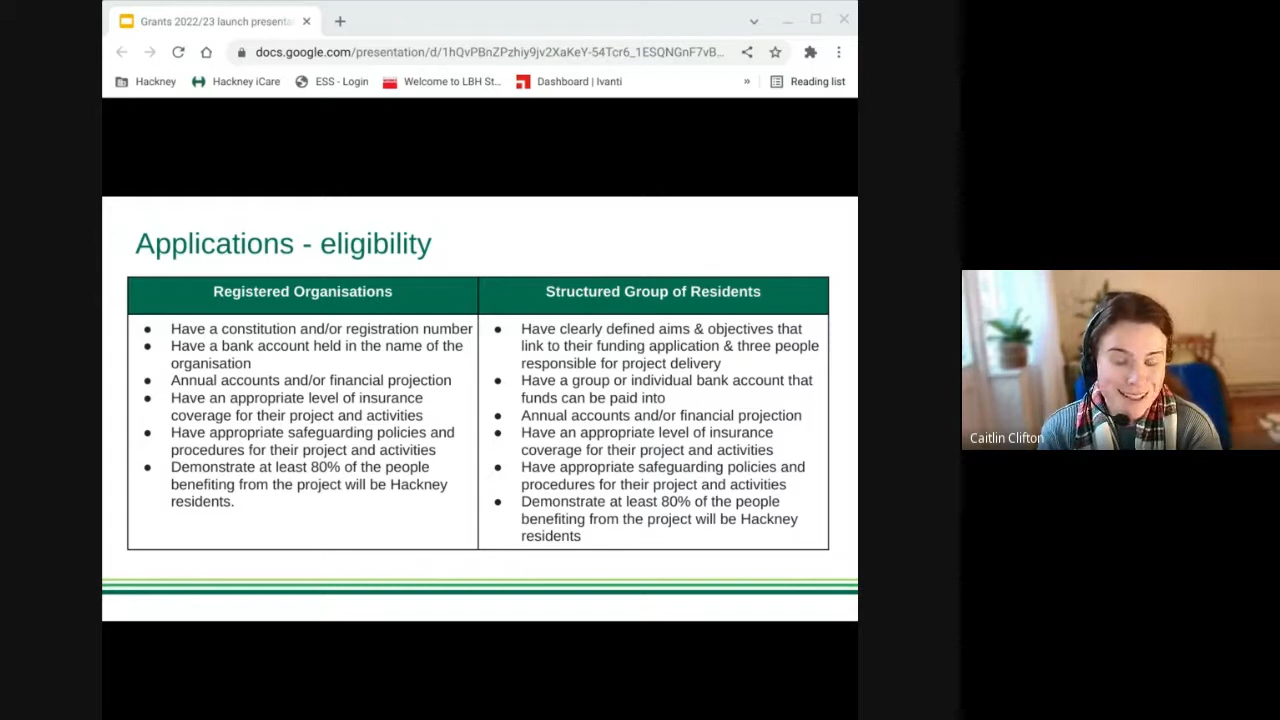 Grants 2022/23 launch presenta
docs.google.com/presentation/d/1hQvPBnZPzhiy9jv2XaKeY-54Tcr6_1ESQNGnF7vB...
Hackney
Hackney iCare
ESS - Login
Welcome to LBH St...
Dashboard | Ivanti
»
Reading list
Applications - eligibility
Registered Organisations
● Have a constitution and/or registration number
● Have a bank account held in the name of the
organisation
● Annual accounts and/or financial projection
● Have an appropriate level of insurance
coverage for their project and activities
● Have appropriate safeguarding policies and
procedures for their project and activities
● Demonstrate at least 80% of the people
benefiting from the project will be Hackney
residents.
Structured Group of Residents
● Have clearly defined aims & objectives that
link to their funding application & three people
responsible for project delivery
● Have a group or individual bank account that
funds can be paid into
● Annual accounts and/or financial projection
● Have an appropriate level of insurance
coverage for their project and activities
● Have appropriate safeguarding policies and
procedures for their project and activities
● Demonstrate at least 80% of the people
benefiting from the project will be Hackney
residents
Caitlin Clifton